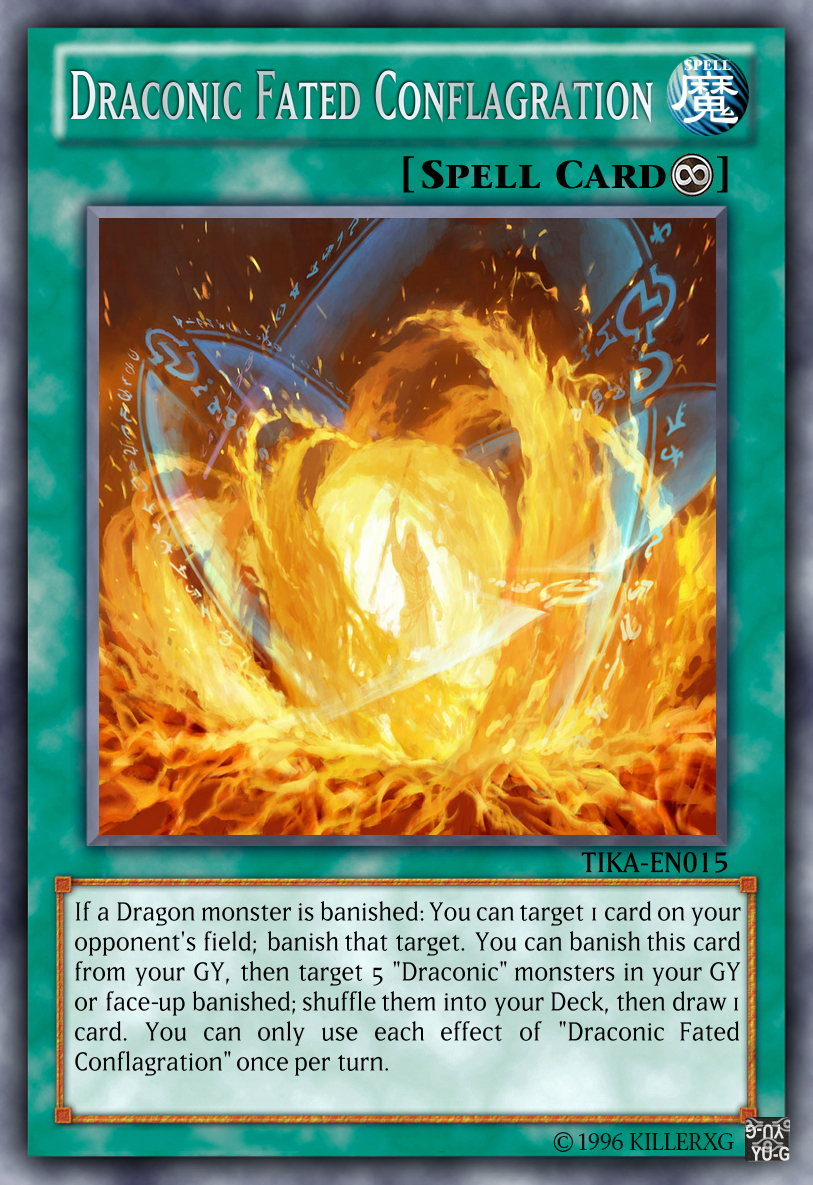 DRACONIC FATED CONFLAGRATION
SPELL
魔
[SPELL CARD]
TIKA-EN015
If a Dragon monster is banished: You can target 1 card on your
opponent's field; banish that target. You can banish this card
from your GY, then target 5 "Draconic" monsters in your GY
or face-up banished; shuffle them into your Deck, then draw 1
card. You can only use each effect of "Draconic Fated
Conflagration" once per turn.
© 1996 KILLERXG
YU-G
YU-G